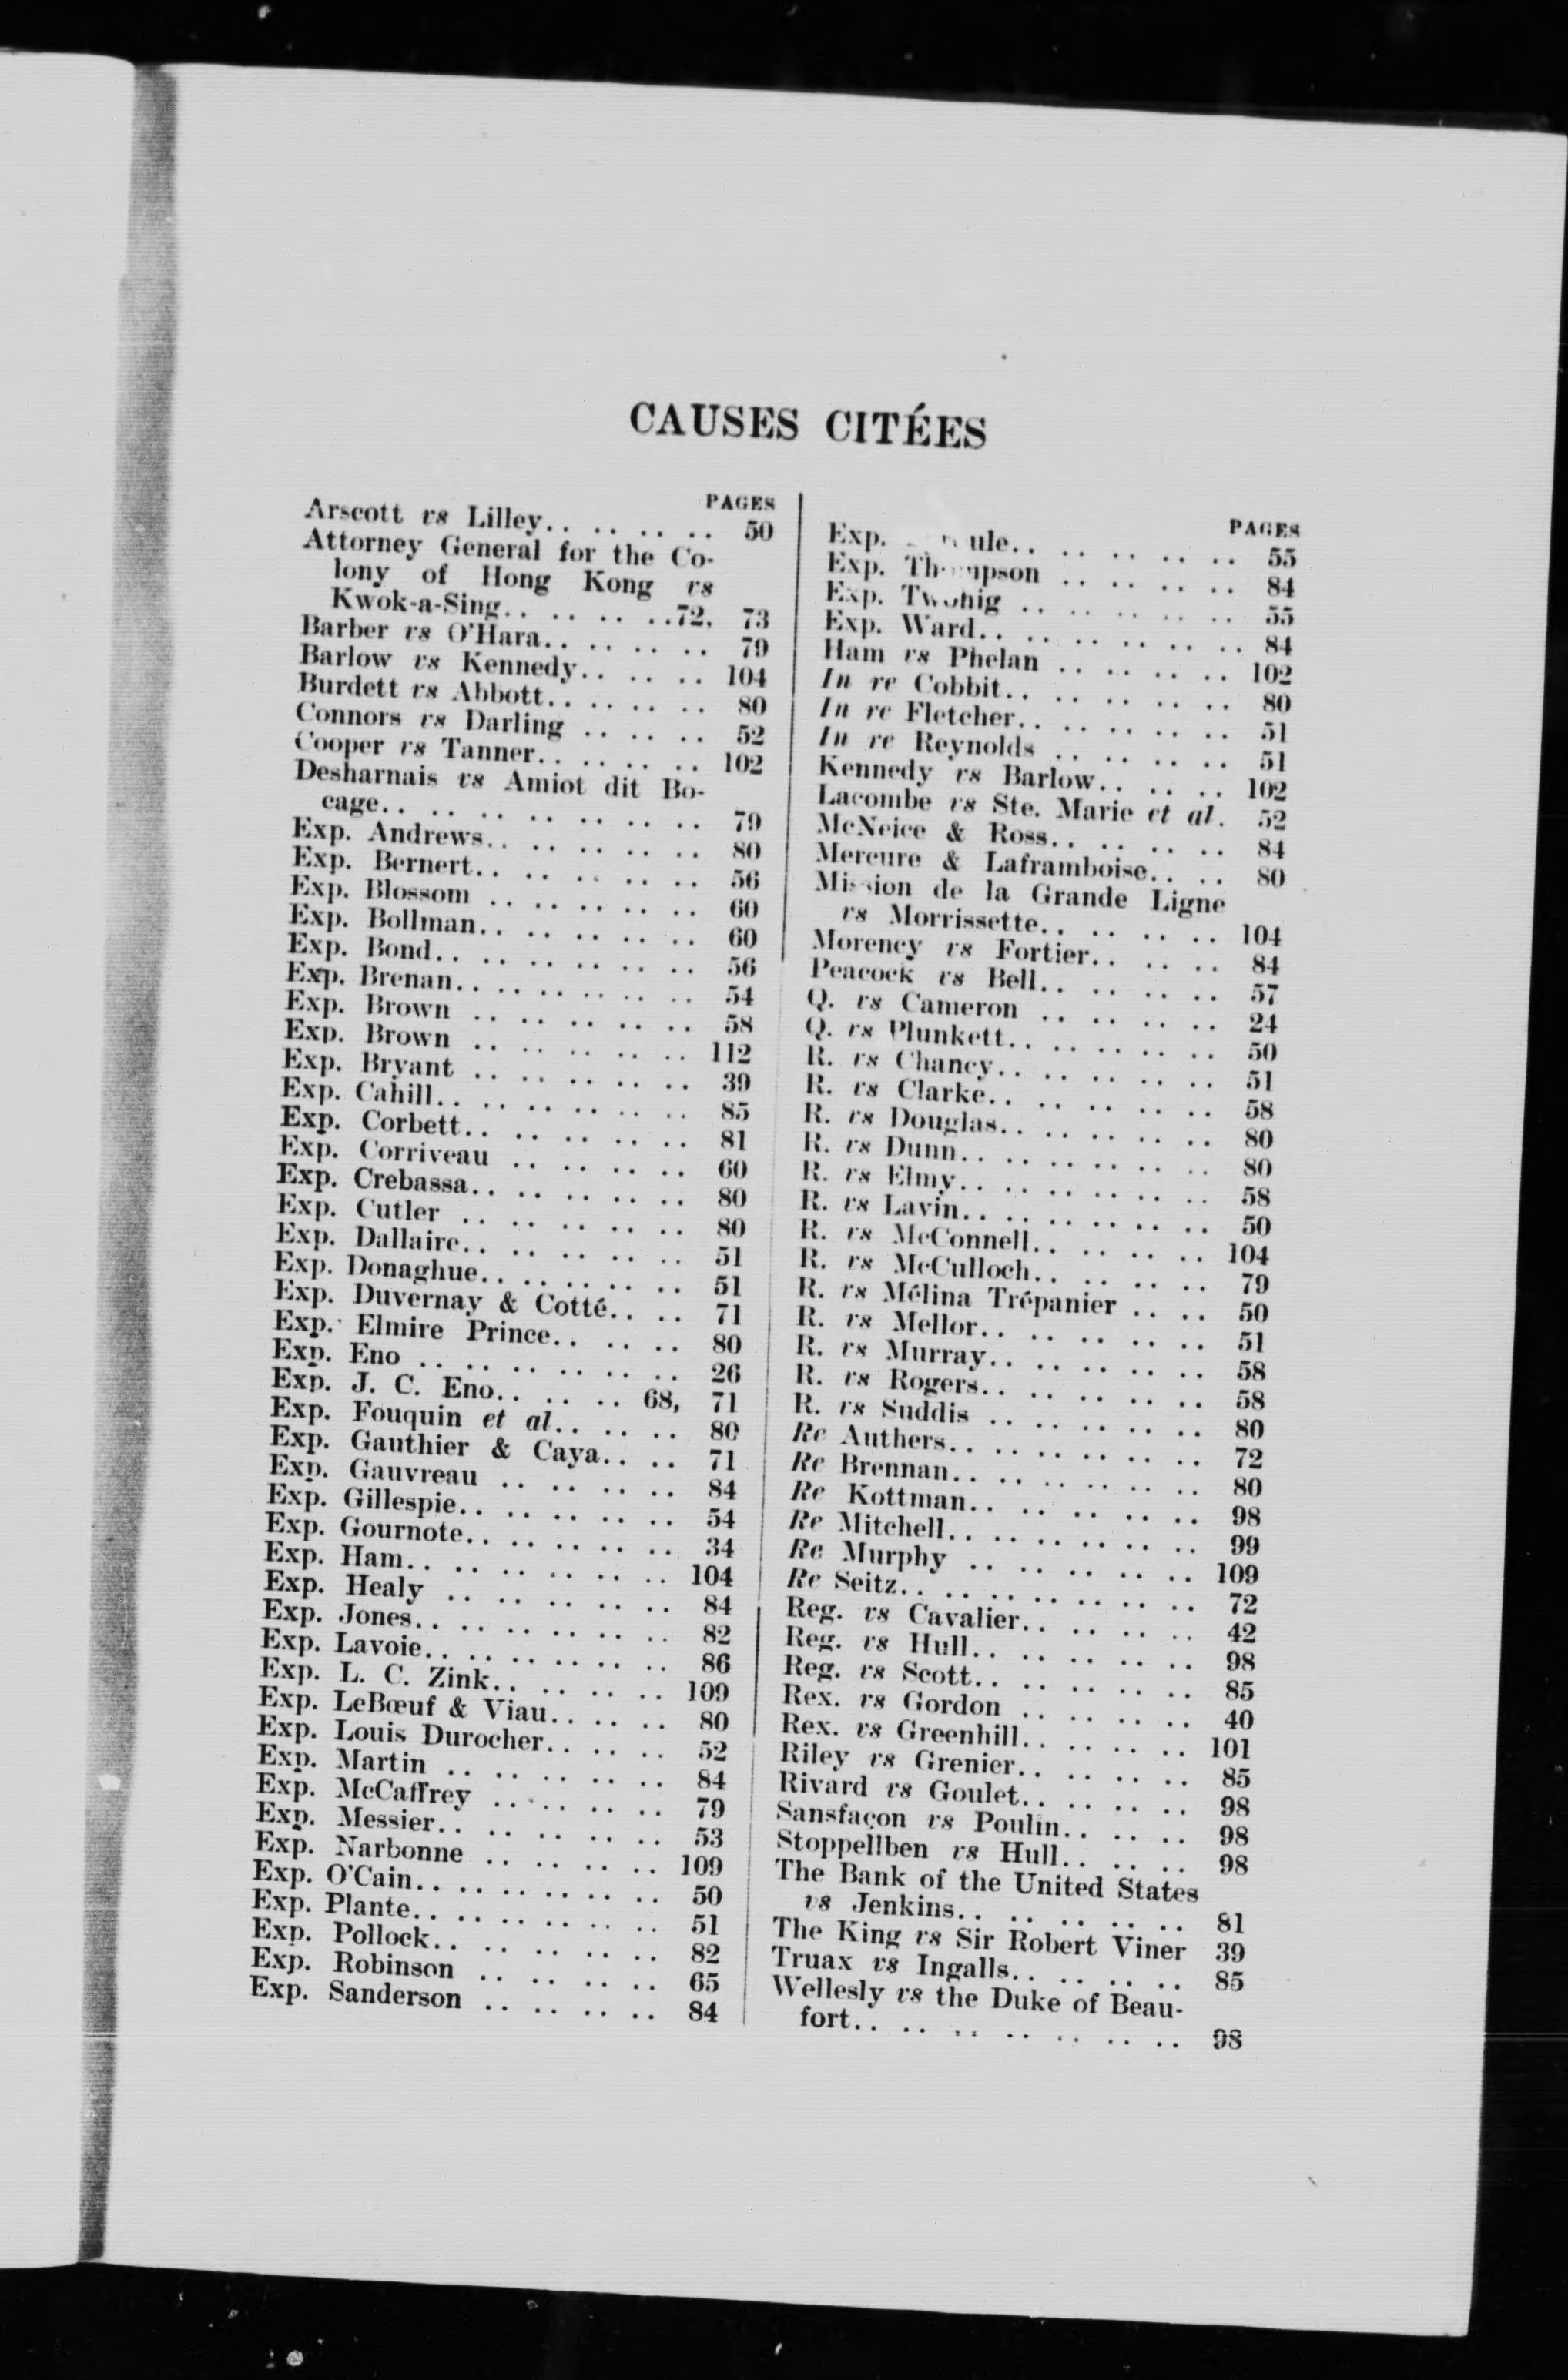 CAUSES CITÉES
PAGES
Arscott vs Lilley.. .. .. .. 50
Attorney General for the Co-
lony of Hong Kong vs
Kwok-a-Sing.. .. .. ..72, 73
Barber vs O'Hara.. .. .. .. 79
Barlow vs Kennedy.. .. .. 104
Burdett vs Abbott.. .. .. .. 80
Connors vs Darling .. .. .. 52
Cooper vs Tanner.. .. .. .. 102
Desharnais vs Amiot dit Bo-
cage.. .. .. .. .. .. .. 79
Exp. Andrews.. .. .. .. .. 80
Exp. Bernert.. .. .. .. .. 56
Exp. Blossom .. .. .. .. .. 60
Exp. Bollman.. .. .. .. .. 60
Exp. Bond.. .. .. .. .. .. 56
Exp. Brenan.. .. .. .. .. .. 54
Exp. Brown .. .. .. .. .. 58
Exp. Brown .. .. .. .. .. 112
Exp. Bryant .. .. .. .. .. 39
Exp. Cahill.. .. .. .. .. .. 85
Exp. Corbett.. .. .. .. .. 81
Exp. Corriveau .. .. .. .. 60
Exp. Crebassa.. .. .. .. .. 80
Exp. Cutler .. .. .. .. .. 80
Exp. Dallaire.. .. .. .. .. 51
Exp. Donaghue.. .. .. .. .. 51
Exp. Duvernay & Cotté.. .. 71
Exp. Elmire Prince.. .. .. 80
Exp. Eno .. .. .. .. .. .. 26
Exp. J. C. Eno.. .. .. 68, 71
Exp. Fouquin et al.. .. .. 80
Exp. Gauthier & Caya.. .. 71
Exp. Gauvreau .. .. .. .. 84
Exp. Gillespie.. .. .. .. .. 54
Exp. Gournote.. .. .. .. .. 34
Exp. Ham.. .. .. .. .. .. 104
Exp. Healy .. .. .. .. .. 84
Exp. Jones.. .. .. .. .. .. 82
Exp. Lavoie.. .. .. .. .. .. 86
Exp. L. C. Zink.. .. .. .. 109
Exp. LeBœuf & Viau.. .. .. 80
Exp. Louis Durocher.. .. .. 52
Exp. Martin .. .. .. .. .. 84
Exp. McCaffrey .. .. .. .. 79
Exp. Messier.. .. .. .. .. 53
Exp. Narbonne .. .. .. .. 109
Exp. O'Cain.. .. .. .. .. .. 50
Exp. Plante.. .. .. .. .. .. 51
Exp. Pollock.. .. .. .. .. 82
Exp. Robinson .. .. .. .. 65
Exp. Sanderson .. .. .. .. 84
PAGES
Exp. .. .. .. .. .. 55
Exp. .. .. .. .. 84
Exp. .. .. .. .. .. 55
Exp. Ward.. .. .. .. .. .. 84
Ham vs Phelan .. .. .. .. 102
In re Cobbit.. .. .. .. .. 80
In re Fletcher.. .. .. .. .. 51
In re Reynolds .. .. .. .. 51
Kennedy vs Barlow.. .. .. 102
Lacombe vs Ste. Marie et al. 52
McNeice & Ross.. .. .. .. 84
Mercure & Laframboise.. .. 80
Mission de la Grande Ligne
vs Morrissette.. .. .. .. 104
Morency vs Fortier.. .. .. 84
Peacock vs Bell.. .. .. .. 57
Q. vs Cameron .. .. .. .. 24
Q. vs Plunkett.. .. .. .. .. 50
R. vs Chancy.. .. .. .. .. 51
R. vs Clarke.. .. .. .. .. 58
R. vs Douglas.. .. .. .. .. 80
R. vs Dunn.. .. .. .. .. .. 80
R. vs Elmy.. .. .. .. .. .. 58
R. vs Lavin.. .. .. .. .. .. 50
R. vs McConnell.. .. .. .. 104
R. vs McCulloch.. .. .. .. 79
R. vs Mélina Trépanier .. .. 50
R. vs Mellor.. .. .. .. .. 51
R. vs Murray.. .. .. .. .. 58
R. vs Rogers.. .. .. .. .. 58
R. vs Suddis .. .. .. .. .. 80
Re Authers.. .. .. .. .. .. 72
Re Brennan.. .. .. .. .. .. 80
Re Kottman.. .. .. .. .. 98
Re Mitchell.. .. .. .. .. .. 99
Re Murphy .. .. .. .. .. 109
Re Seitz.. .. .. .. .. .. .. 72
Reg. vs Cavalier.. .. .. .. 42
Reg. vs Hull.. .. .. .. .. 98
Reg. vs Scott.. .. .. .. .. 85
Rex. vs Gordon .. .. .. .. 40
Rex. vs Greenhill.. .. .. .. 101
Riley vs Grenier.. .. .. .. 85
Rivard vs Goulet.. .. .. .. 98
Sansfaçon vs Poulin.. .. .. 98
Stoppellben vs Hull.. .. .. 98
The Bank of the United States
vs Jenkins.. .. .. .. .. 81
The King vs Sir Robert Viner 39
Truax vs Ingalls.. .. .. .. 85
Wellesly vs the Duke of Beau-
fort.. .. .. .. .. .. .. 98